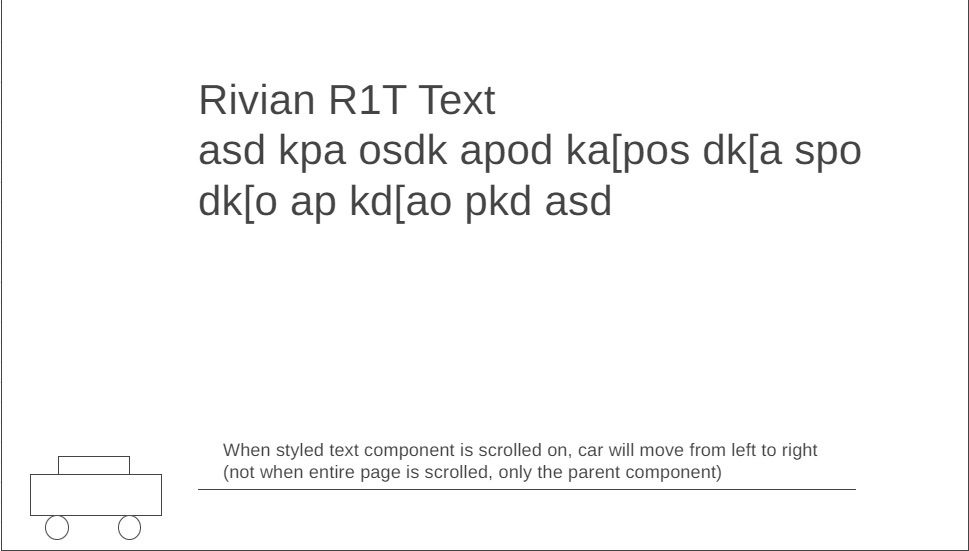 Rivian R1T Text
asd kpa osdk apod ka[pos dk[a spo
dk[o ap kd[ao pkd asd
When styled text component is scrolled on, car will move from left to right
(not when entire page is scrolled, only the parent component)